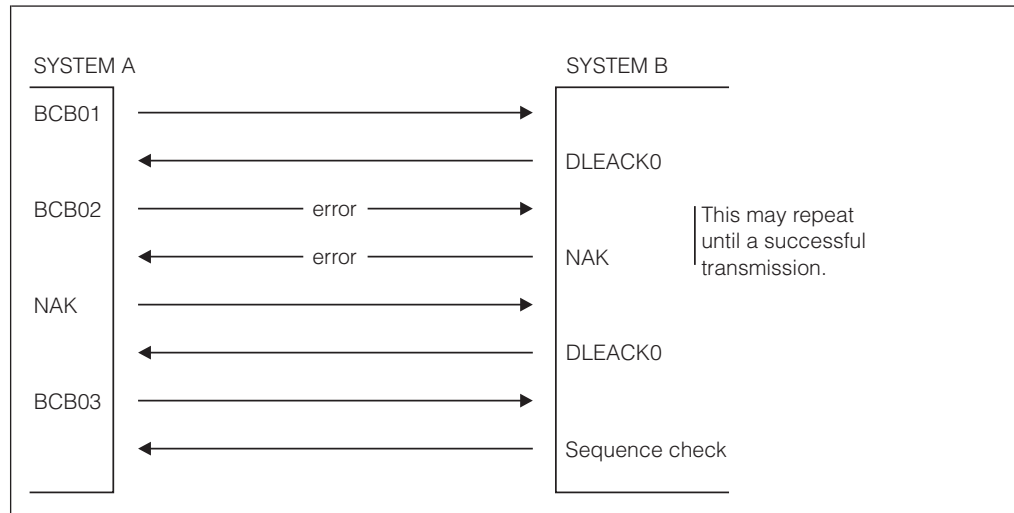 SYSTEM A
SYSTEM B
BCB01
DLEACK0
BCB02
error
NAK
error
This may repeat
until a successful
transmission.
NAK
DLEACK0
BCB03
Sequence check